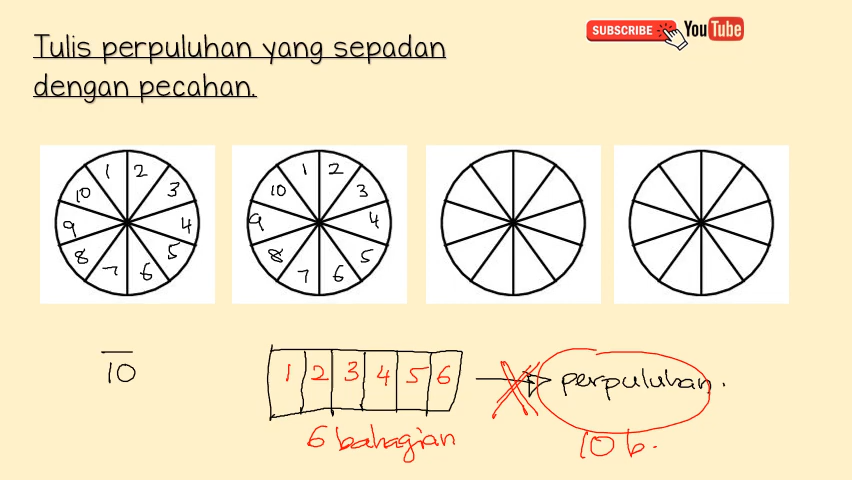 Tulis perpuluhan yang sepadan
dengan pecahan.
SUBSCRIBE YouTube
1 2 3 4 5 6 7 8 9 10
1 2 3 4 5 6 7 8 9 10
10
1 2 3 4 5 6
perpuluhan.
6 bahagian
10 b.